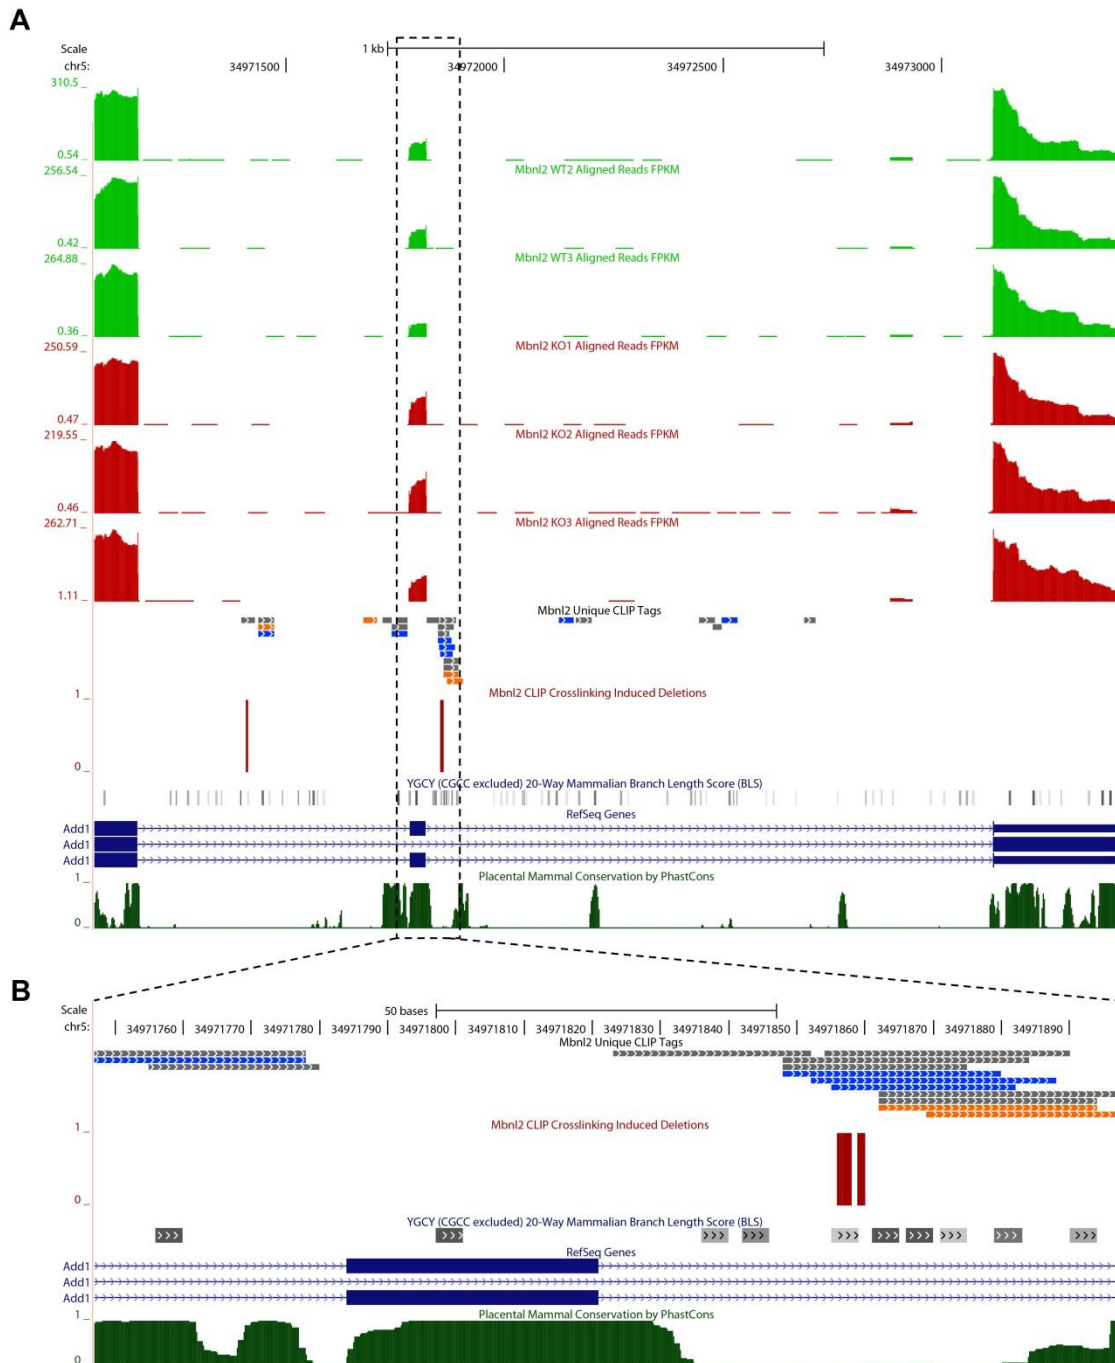 A
Scale
1 kb
chr5:
34971500
34972000
34972500
34973000
310.5 _
0.54 _
Mbnl2 WT2 Aligned Reads FPKM
256.54 _
0.42 _
Mbnl2 WT3 Aligned Reads FPKM
264.88 _
0.36 _
Mbnl2 KO1 Aligned Reads FPKM
250.59 _
0.47 _
Mbnl2 KO2 Aligned Reads FPKM
219.55 _
0.46 _
Mbnl2 KO3 Aligned Reads FPKM
262.71 _
1.11 _
Mbnl2 Unique CLIP Tags
Mbnl2 CLIP Crosslinking Induced Deletions
1 _
0 _
YGCY (CGCC excluded) 20-Way Mammalian Branch Length Score (BLS)
RefSeq Genes
Add1
Add1
Add1
Placental Mammal Conservation by PhastCons
1 _
0 _
B
Scale
50 bases
chr5:
34971760
34971770
34971780
34971790
34971800
34971810
34971820
34971830
34971840
34971850
34971860
34971870
34971880
34971890
Mbnl2 Unique CLIP Tags
Mbnl2 CLIP Crosslinking Induced Deletions
1 _
0 _
YGCY (CGCC excluded) 20-Way Mammalian Branch Length Score (BLS)
RefSeq Genes
Add1
Add1
Add1
Placental Mammal Conservation by PhastCons
1 _
0 _